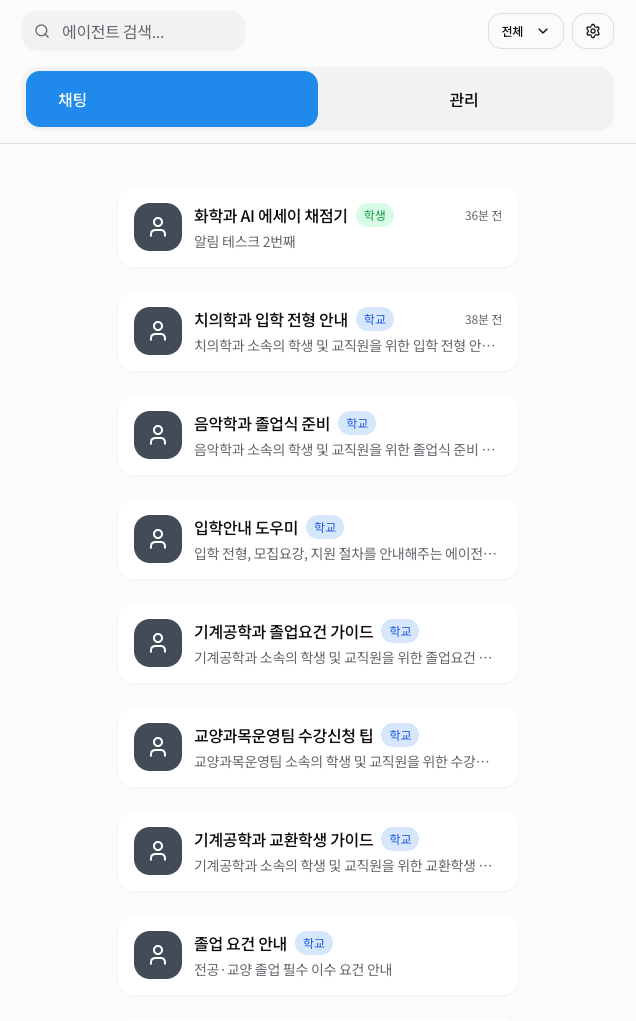 에이전트 검색...
전체
채팅
관리
화학과 AI 에세이 채점기 학생 36분 전
알림 테스크 2번째
치의학과 입학 전형 안내 학교 38분 전
치의학과 소속의 학생 및 교직원을 위한 입학 전형 안…
음악학과 졸업식 준비 학교
음악학과 소속의 학생 및 교직원을 위한 졸업식 준비 …
입학안내 도우미 학교
입학 전형, 모집요강, 지원 절차를 안내해주는 에이전…
기계공학과 졸업요건 가이드 학교
기계공학과 소속의 학생 및 교직원을 위한 졸업요건 …
교양과목운영팀 수강신청 팁 학교
교양과목운영팀 소속의 학생 및 교직원을 위한 수강…
기계공학과 교환학생 가이드 학교
기계공학과 소속의 학생 및 교직원을 위한 교환학생 …
졸업 요건 안내 학교
전공·교양 졸업 필수 이수 요건 안내